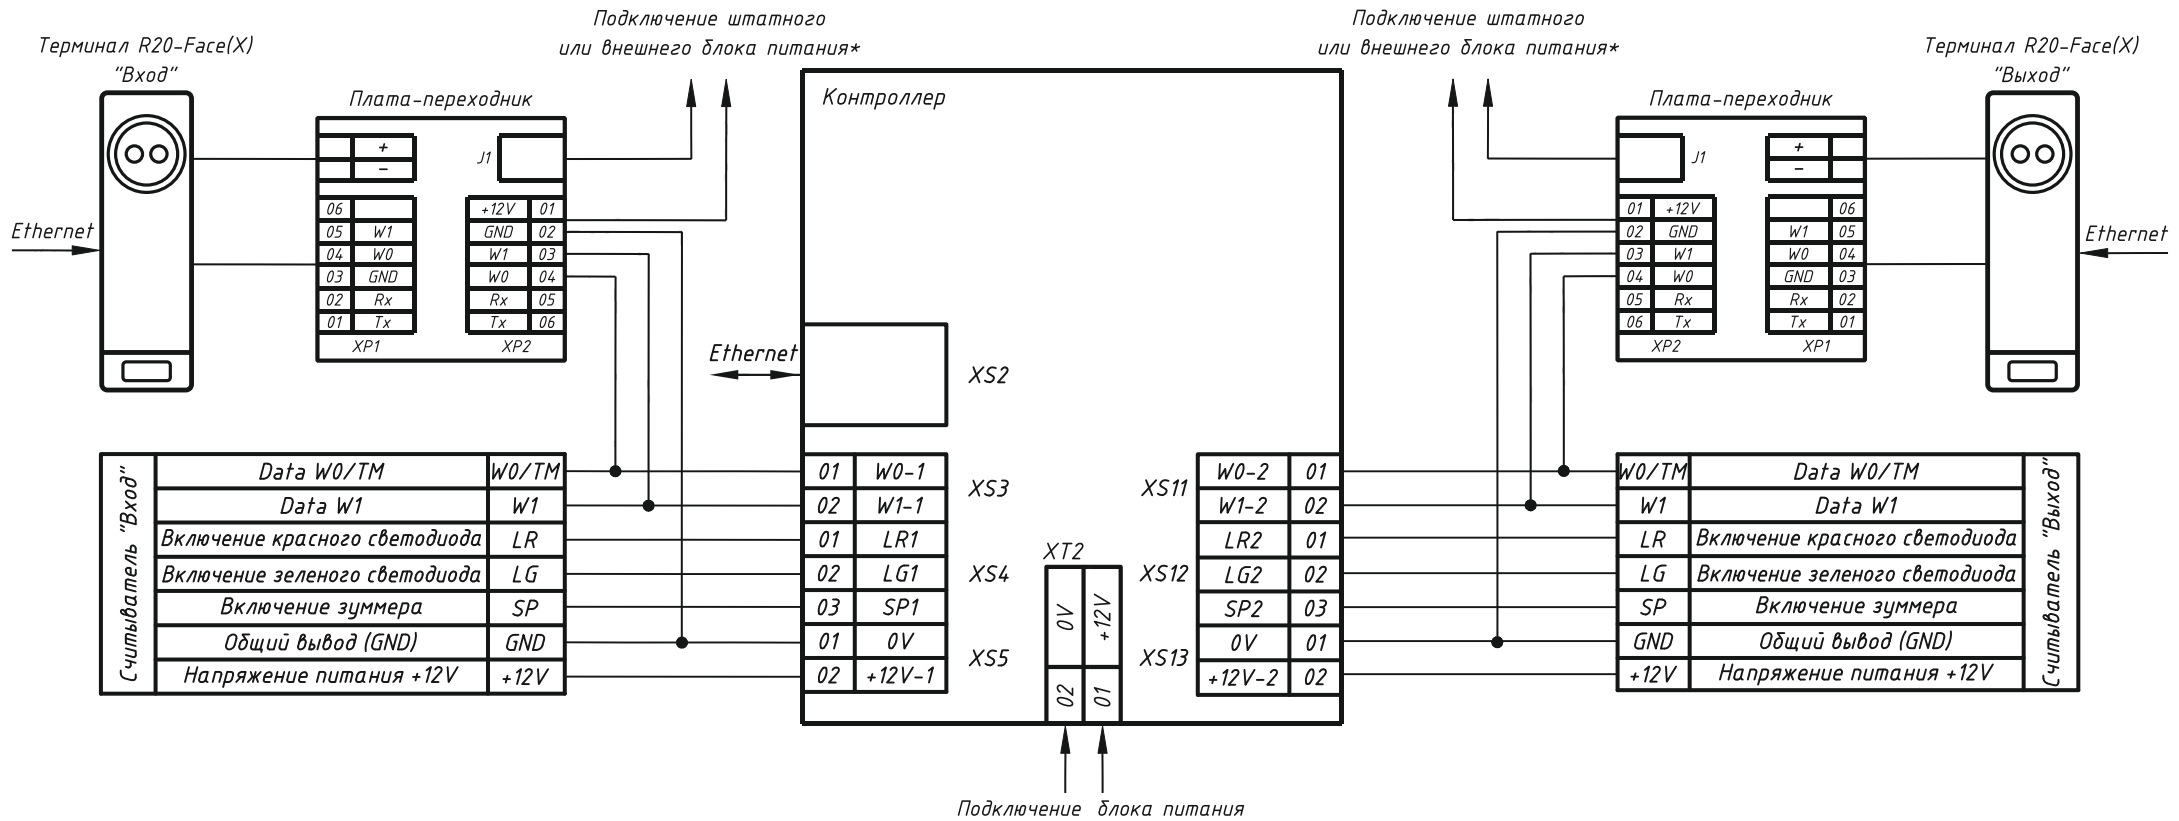 Подключение штатного
или внешнего блока питания*
Подключение штатного
или внешнего блока питания*
Терминал R20-Face(X)
"Вход"
Терминал R20-Face(X)
"Выход"
Плата-переходник
+
-
J1
06
05 W1
04 W0
03 GND
02 Rx
01 Tx
XP1
+12V 01
GND 02
W1 03
W0 04
Rx 05
Tx 06
XP2
Ethernet
Контроллер
Ethernet
XS2
Плата-переходник
J1
+
-
01 +12V
02 GND
03 W1
04 W0
05 Rx
06 Tx
XP2
06
W1 05
W0 04
GND 03
Rx 02
Tx 01
XP1
Ethernet
Считыватель "Вход"
Data W0/TM W0/TM
Data W1 W1
Включение красного светодиода LR
Включение зеленого светодиода LG
Включение зуммера SP
Общий вывод (GND) GND
Напряжение питания +12V +12V
01 W0-1
02 W1-1
XS3
01 LR1
02 LG1
03 SP1
XS4
01 0V
02 +12V-1
XS5
XT2
0V +12V
02 01
XS11
W0-2 01
W1-2 02
XS12
LR2 01
LG2 02
SP2 03
XS13
0V 01
+12V-2 02
W0/TM Data W0/TM
W1 Data W1
LR Включение красного светодиода
LG Включение зеленого светодиода
SP Включение зуммера
GND Общий вывод (GND)
+12V Напряжение питания +12V
Считыватель "Выход"
Подключение блока питания